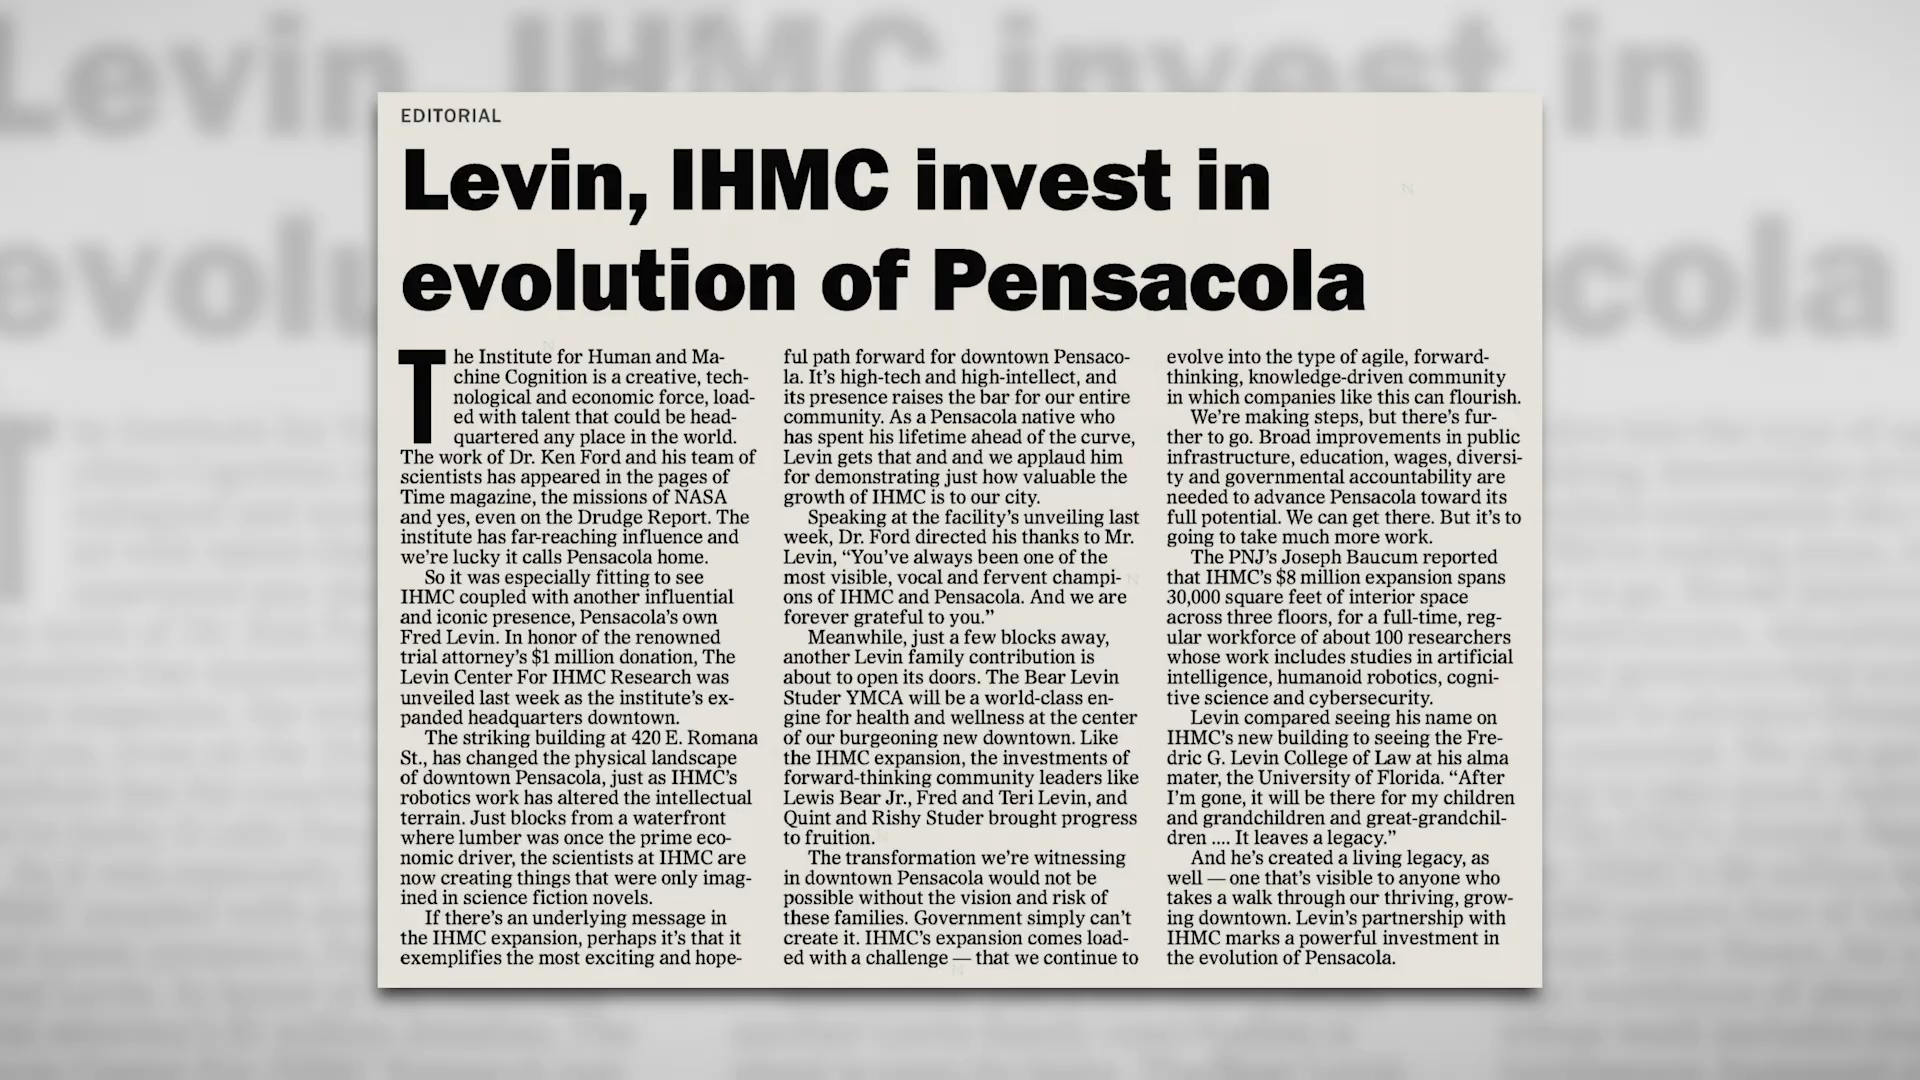 EDITORIAL
Levin, IHMC invest in
evolution of Pensacola
The Institute for Human and Ma-
chine Cognition is a creative, tech-
nological and economic force, load-
ed with talent that could be head-
quartered any place in the world.
The work of Dr. Ken Ford and his team of
scientists has appeared in the pages of
Time magazine, the missions of NASA
and yes, even on the Drudge Report. The
institute has far-reaching influence and
we're lucky it calls Pensacola home.
So it was especially fitting to see
IHMC coupled with another influential
and iconic presence, Pensacola's own
Fred Levin. In honor of the renowned
trial attorney's $1 million donation, The
Levin Center For IHMC Research was
unveiled last week as the institute's ex-
panded headquarters downtown.
The striking building at 420 E. Romana
St., has changed the physical landscape
of downtown Pensacola, just as IHMC's
robotics work has altered the intellectual
terrain. Just blocks from a waterfront
where lumber was once the prime eco-
nomic driver, the scientists at IHMC are
now creating things that were only imag-
ined in science fiction novels.
If there's an underlying message in
the IHMC expansion, perhaps it's that it
exemplifies the most exciting and hope-
ful path forward for downtown Pensaco-
la. It's high-tech and high-intellect, and
its presence raises the bar for our entire
community. As a Pensacola native who
has spent his lifetime ahead of the curve,
Levin gets that and and we applaud him
for demonstrating just how valuable the
growth of IHMC is to our city.
Speaking at the facility's unveiling last
week, Dr. Ford directed his thanks to Mr.
Levin, “You've always been one of the
most visible, vocal and fervent champi-
ons of IHMC and Pensacola. And we are
forever grateful to you.”
Meanwhile, just a few blocks away,
another Levin family contribution is
about to open its doors. The Bear Levin
Studer YMCA will be a world-class en-
gine for health and wellness at the center
of our burgeoning new downtown. Like
the IHMC expansion, the investments of
forward-thinking community leaders like
Lewis Bear Jr., Fred and Teri Levin, and
Quint and Rishy Studer brought progress
to fruition.
The transformation we're witnessing
in downtown Pensacola would not be
possible without the vision and risk of
these families. Government simply can't
create it. IHMC's expansion comes load-
ed with a challenge — that we continue to
evolve into the type of agile, forward-
thinking, knowledge-driven community
in which companies like this can flourish.
We're making steps, but there's fur-
ther to go. Broad improvements in public
infrastructure, education, wages, diversi-
ty and governmental accountability are
needed to advance Pensacola toward its
full potential. We can get there. But it's to
going to take much more work.
The PNJ's Joseph Baucum reported
that IHMC's $8 million expansion spans
30,000 square feet of interior space
across three floors, for a full-time, reg-
ular workforce of about 100 researchers
whose work includes studies in artificial
intelligence, humanoid robotics, cogni-
tive science and cybersecurity.
Levin compared seeing his name on
IHMC's new building to seeing the Fre-
dric G. Levin College of Law at his alma
mater, the University of Florida. “After
I'm gone, it will be there for my children
and grandchildren and great-grandchil-
dren .... It leaves a legacy.”
And he's created a living legacy, as
well — one that's visible to anyone who
takes a walk through our thriving, grow-
ing downtown. Levin's partnership with
IHMC marks a powerful investment in
the evolution of Pensacola.